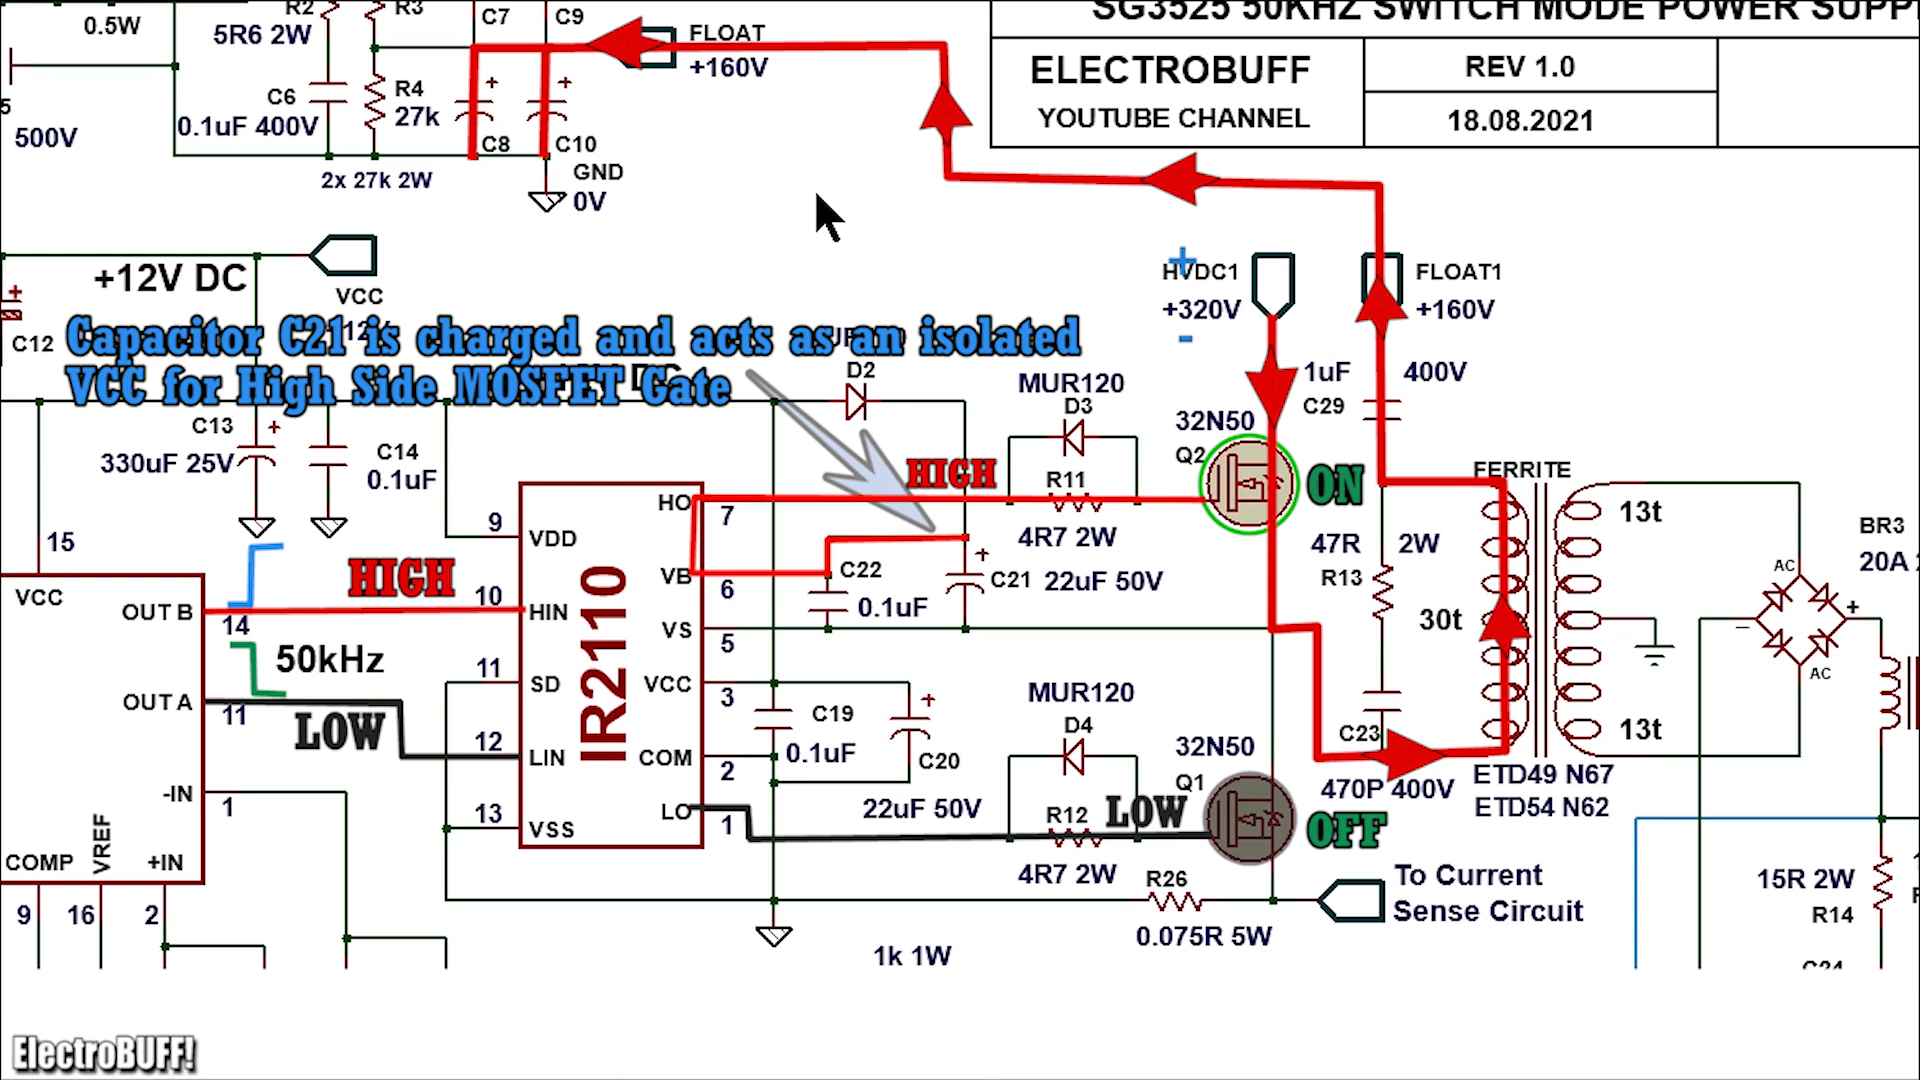 SG3525 50KHZ SWITCH MODE POWER SUPP
ELECTROBUFF
YOUTUBE CHANNEL
REV 1.0
18.08.2021
0.5W
R2
5R6 2W
R3
C7
C9
FLOAT
+160V
C6
0.1uF 400V
R4
27k
+
+
C8
C10
5
500V
2x 27k 2W
GND
0V
+12V DC
VCC
+
C12
Capacitor C21 is charged and acts as an isolated
VCC for High Side MOSFET Gate
D2
C13
+
330uF 25V
C14
0.1uF
+
HVDC1
+320V
-
FLOAT1
+160V
1uF
C29
400V
MUR120
D3
32N50
Q2
ON
HIGH
R11
4R7 2W
FERRITE
13t
BR3
20A
15
VCC
OUT B
14
HIGH
10
HIN
50kHz
OUT A
11
LOW
12
LIN
-IN
1
COMP
VREF
+IN
9
16
2
9
VDD
11
SD
13
VSS
IR2110
HO
7
VB
6
VS
5
VCC
3
COM
2
LO
1
C22
0.1uF
+
C21
22uF 50V
C19
0.1uF
+
C20
22uF 50V
47R
2W
R13
30t
C23
470P 400V
ETD49 N67
ETD54 N62
AC
+
−
AC
13t
MUR120
D4
32N50
Q1
LOW
OFF
R12
4R7 2W
R26
0.075R 5W
To Current
Sense Circuit
15R 2W
R14
1k 1W
ElectroBUFF!